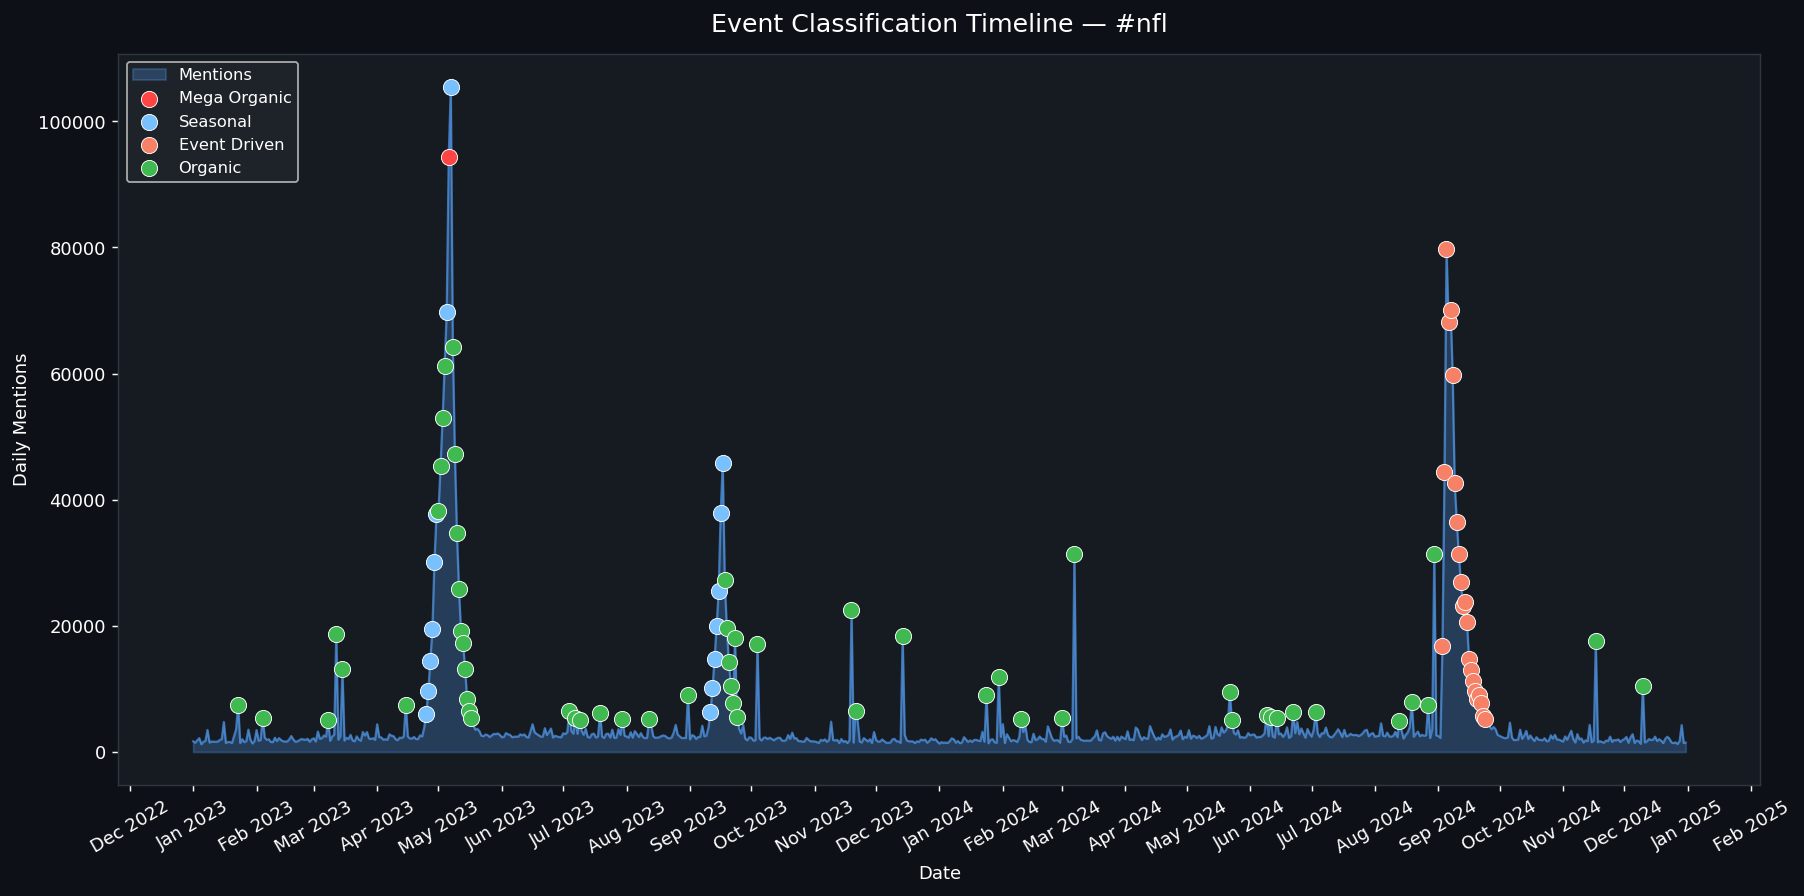 Event Classification Timeline — #nfl
Mentions
Mega Organic
Seasonal
Event Driven
Organic
Daily Mentions
100000
80000
60000
40000
20000
0
Dec 2022
Jan 2023
Feb 2023
Mar 2023
Apr 2023
May 2023
Jun 2023
Jul 2023
Aug 2023
Sep 2023
Oct 2023
Nov 2023
Dec 2023
Jan 2024
Feb 2024
Mar 2024
Apr 2024
May 2024
Jun 2024
Jul 2024
Aug 2024
Sep 2024
Oct 2024
Nov 2024
Dec 2024
Jan 2025
Feb 2025
Date